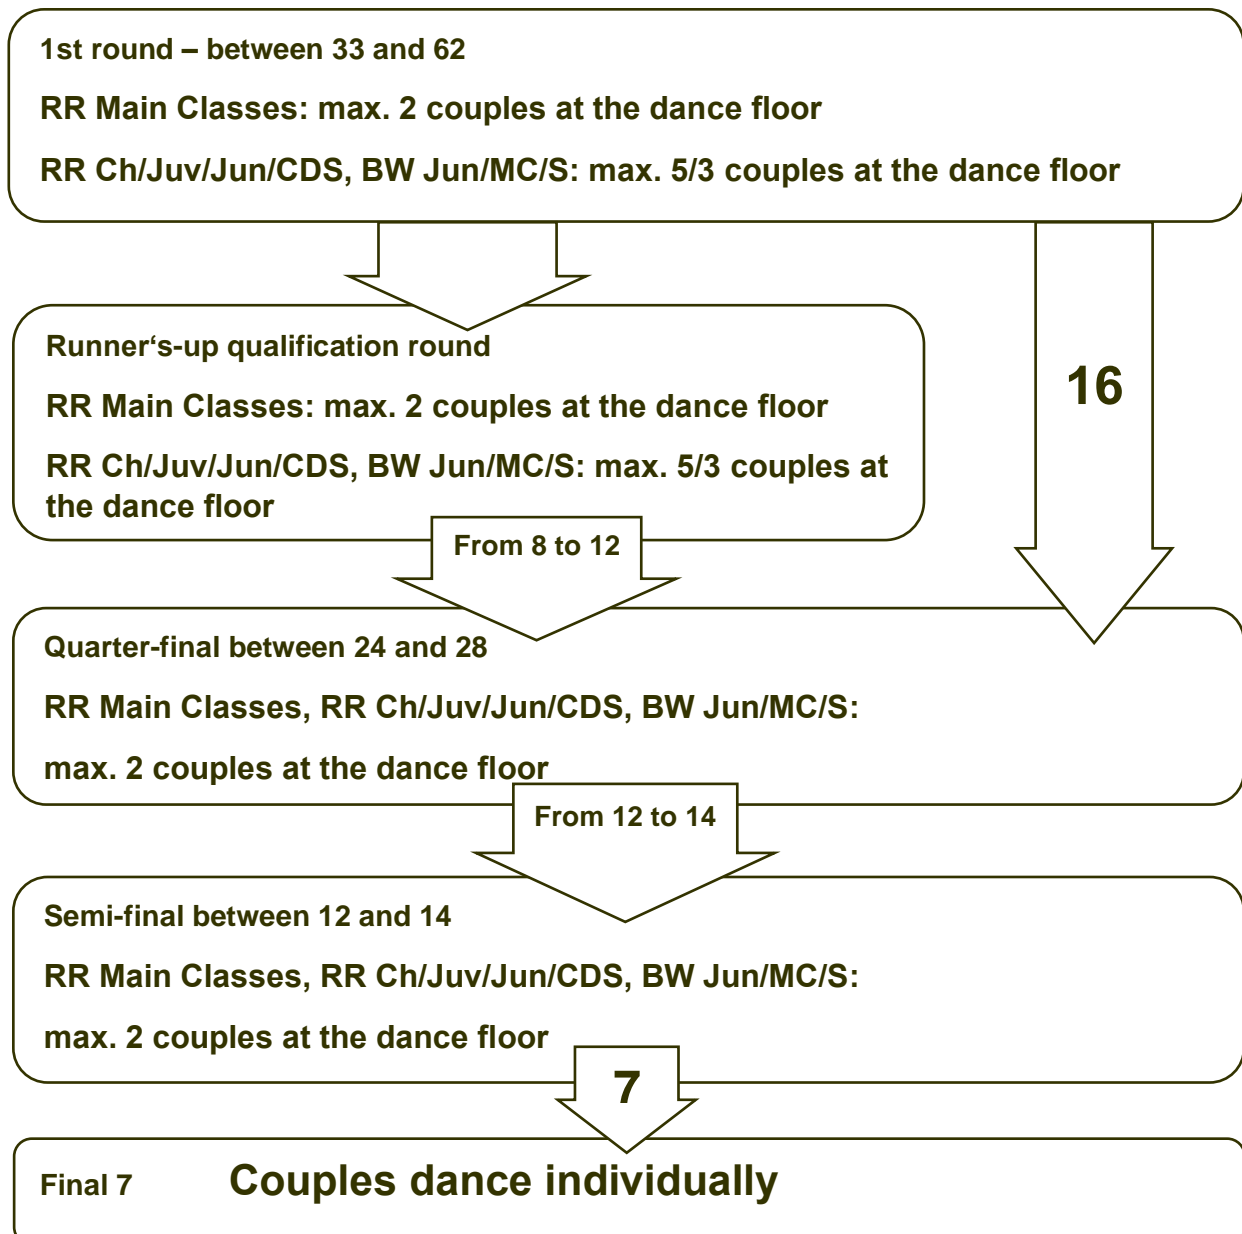 1st round – between 33 and 62
RR Main Classes: max. 2 couples at the dance floor
RR Ch/Juv/Jun/CDS, BW Jun/MC/S: max. 5/3 couples at the dance floor
Runner‘s-up qualification round
RR Main Classes: max. 2 couples at the dance floor
RR Ch/Juv/Jun/CDS, BW Jun/MC/S: max. 5/3 couples at
the dance floor
16
From 8 to 12
Quarter-final between 24 and 28
RR Main Classes, RR Ch/Juv/Jun/CDS, BW Jun/MC/S:
max. 2 couples at the dance floor
From 12 to 14
Semi-final between 12 and 14
RR Main Classes, RR Ch/Juv/Jun/CDS, BW Jun/MC/S:
max. 2 couples at the dance floor
7
Final 7 Couples dance individually